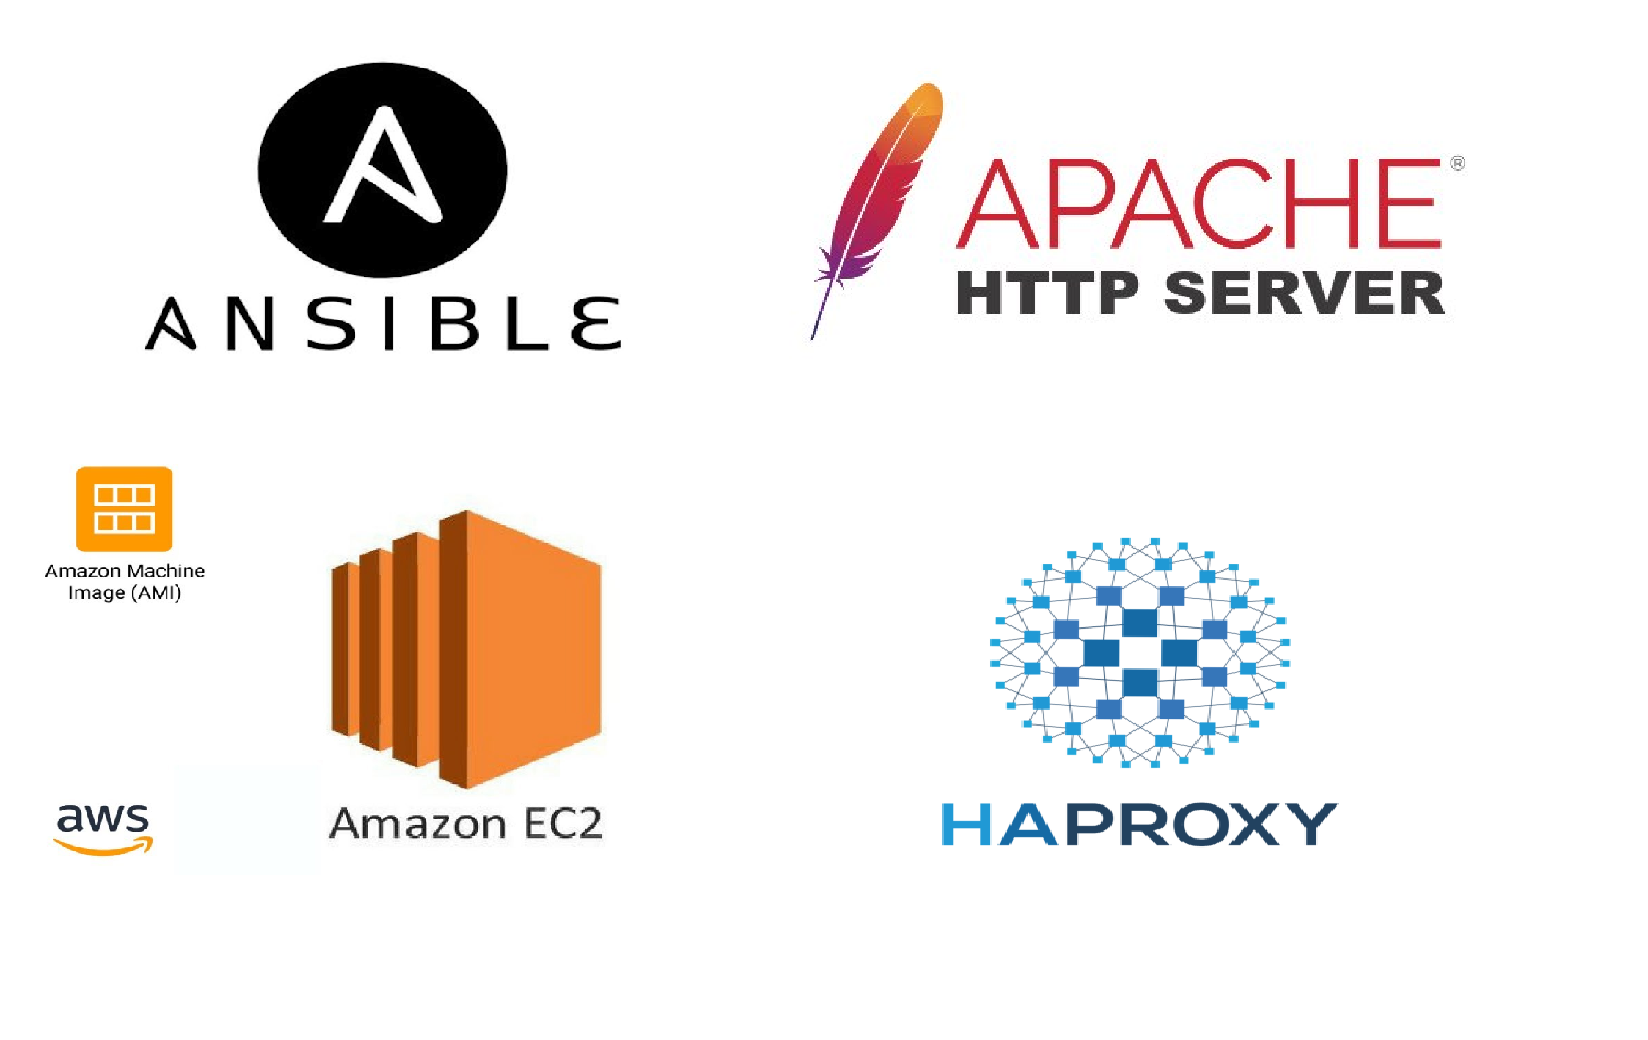 ANSIBLE
APACHE®
HTTP SERVER
Amazon Machine
Image (AMI)
aws
Amazon EC2
HAPROXY